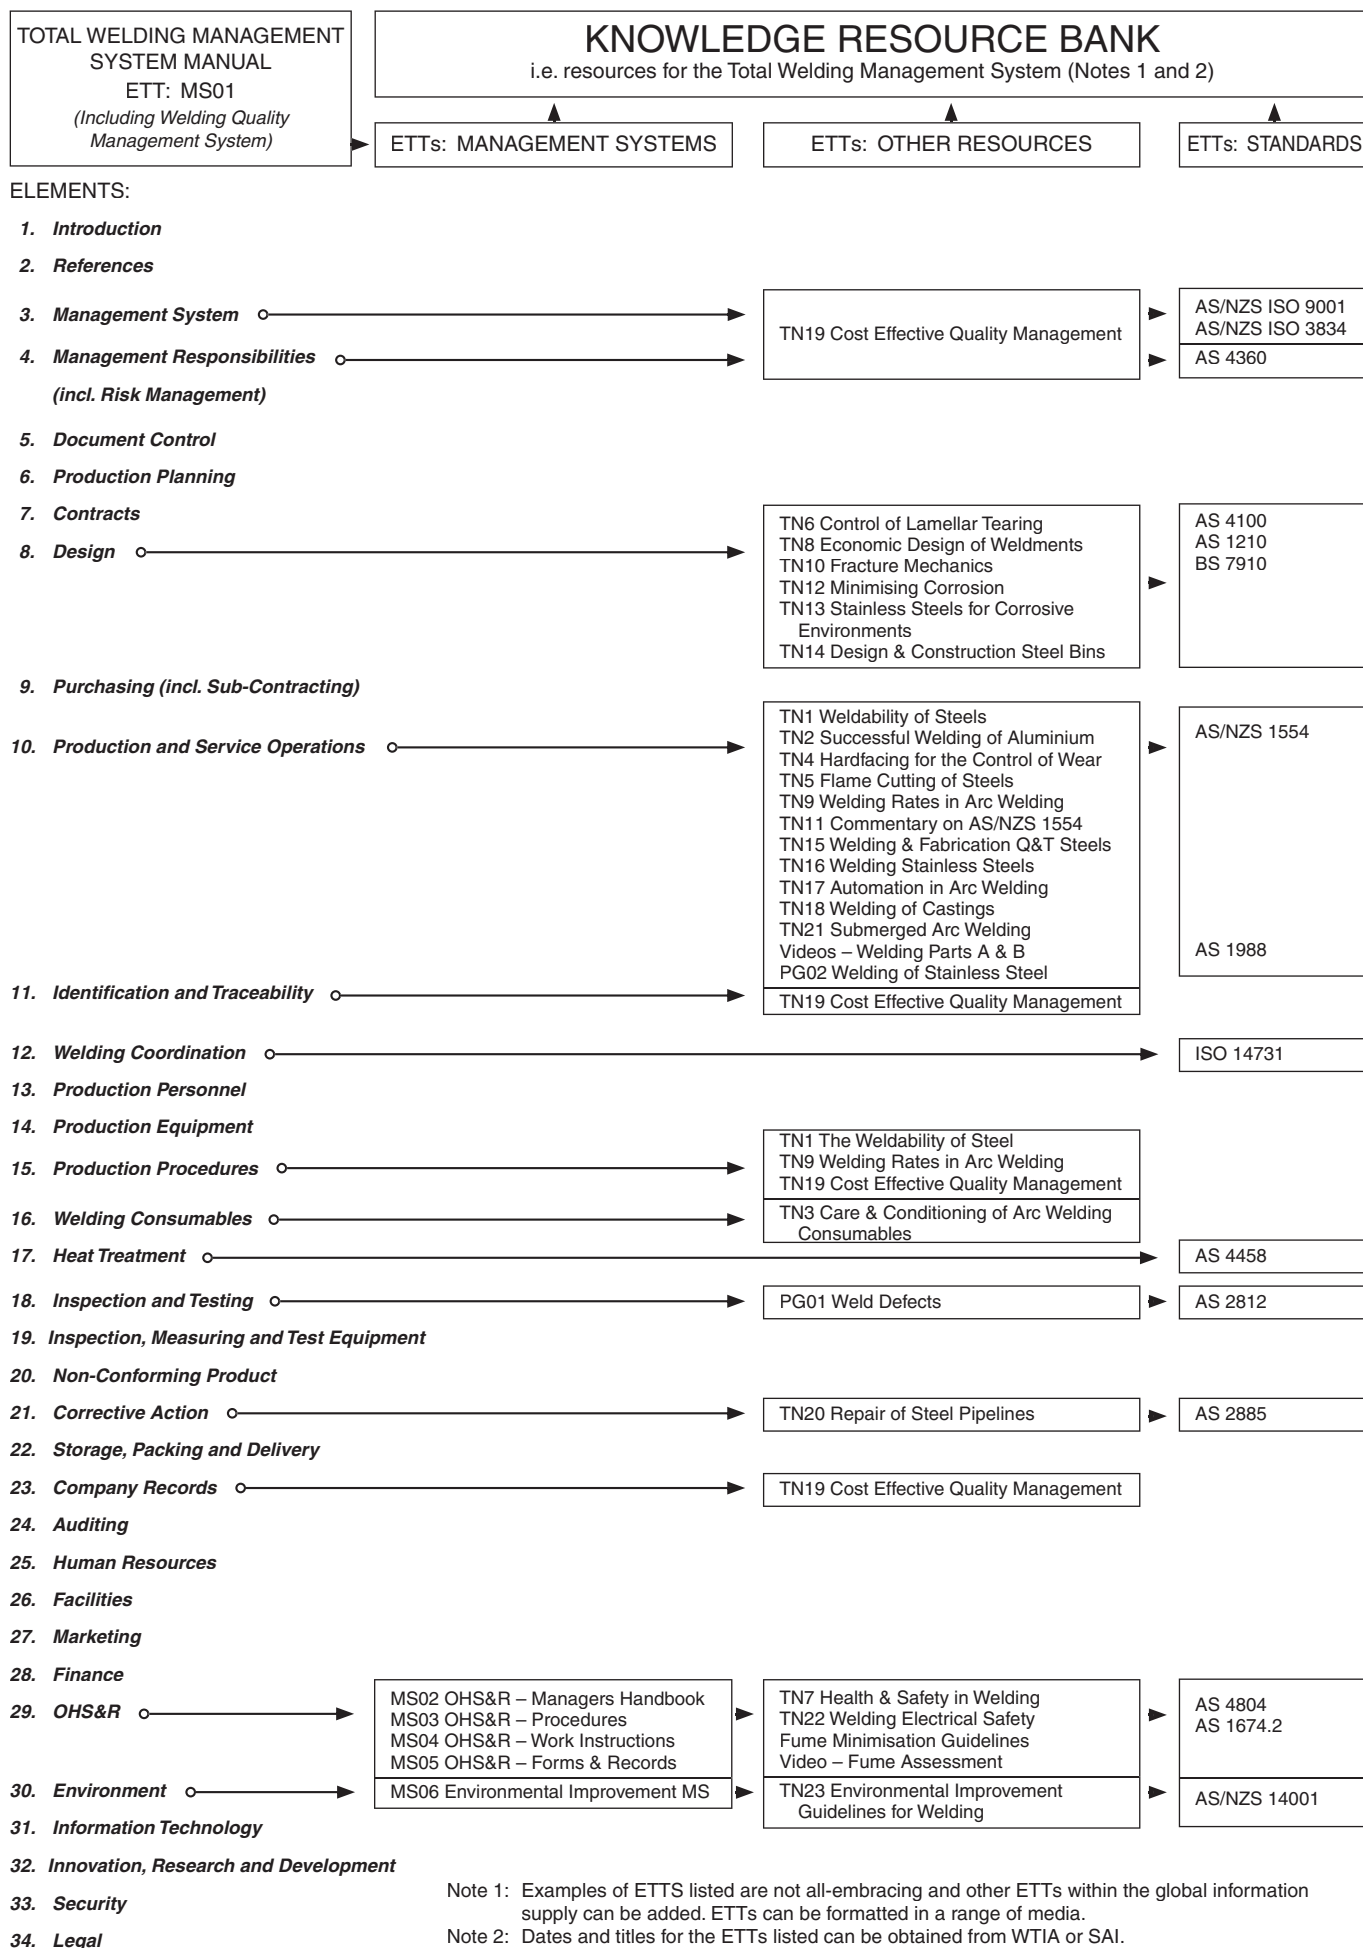 TOTAL WELDING MANAGEMENT
SYSTEM MANUAL
ETT: MS01
(Including Welding Quality
Management System)
KNOWLEDGE RESOURCE BANK
i.e. resources for the Total Welding Management System (Notes 1 and 2)
ETTs: MANAGEMENT SYSTEMS
ETTs: OTHER RESOURCES
ETTs: STANDARDS
ELEMENTS:
1. Introduction
2. References
3. Management System
4. Management Responsibilities
(incl. Risk Management)
TN19 Cost Effective Quality Management
AS/NZS ISO 9001
AS/NZS ISO 3834
AS 4360
5. Document Control
6. Production Planning
7. Contracts
8. Design
TN6 Control of Lamellar Tearing
TN8 Economic Design of Weldments
TN10 Fracture Mechanics
TN12 Minimising Corrosion
TN13 Stainless Steels for Corrosive
Environments
TN14 Design & Construction Steel Bins
AS 4100
AS 1210
BS 7910
9. Purchasing (incl. Sub-Contracting)
10. Production and Service Operations
TN1 Weldability of Steels
TN2 Successful Welding of Aluminium
TN4 Hardfacing for the Control of Wear
TN5 Flame Cutting of Steels
TN9 Welding Rates in Arc Welding
TN11 Commentary on AS/NZS 1554
TN15 Welding & Fabrication Q&T Steels
TN16 Welding Stainless Steels
TN17 Automation in Arc Welding
TN18 Welding of Castings
TN21 Submerged Arc Welding
Videos – Welding Parts A & B
PG02 Welding of Stainless Steel
AS/NZS 1554
AS 1988
11. Identification and Traceability
TN19 Cost Effective Quality Management
12. Welding Coordination
ISO 14731
13. Production Personnel
14. Production Equipment
15. Production Procedures
TN1 The Weldability of Steel
TN9 Welding Rates in Arc Welding
TN19 Cost Effective Quality Management
16. Welding Consumables
TN3 Care & Conditioning of Arc Welding
Consumables
17. Heat Treatment
AS 4458
18. Inspection and Testing
PG01 Weld Defects
AS 2812
19. Inspection, Measuring and Test Equipment
20. Non-Conforming Product
21. Corrective Action
TN20 Repair of Steel Pipelines
AS 2885
22. Storage, Packing and Delivery
23. Company Records
TN19 Cost Effective Quality Management
24. Auditing
25. Human Resources
26. Facilities
27. Marketing
28. Finance
29. OHS&R
MS02 OHS&R – Managers Handbook
MS03 OHS&R – Procedures
MS04 OHS&R – Work Instructions
MS05 OHS&R – Forms & Records
TN7 Health & Safety in Welding
TN22 Welding Electrical Safety
Fume Minimisation Guidelines
Video – Fume Assessment
AS 4804
AS 1674.2
30. Environment
MS06 Environmental Improvement MS
TN23 Environmental Improvement
Guidelines for Welding
AS/NZS 14001
31. Information Technology
32. Innovation, Research and Development
33. Security
34. Legal
Note 1: Examples of ETTS listed are not all-embracing and other ETTs within the global information
supply can be added. ETTs can be formatted in a range of media.
Note 2: Dates and titles for the ETTs listed can be obtained from WTIA or SAI.